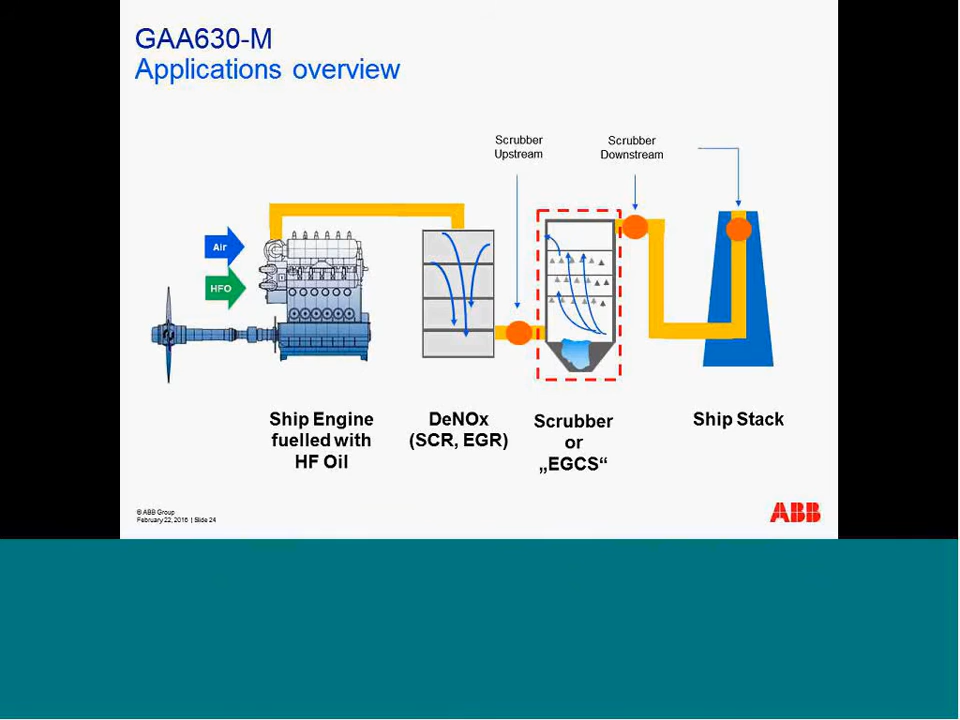 GAA630-M
Applications overview
Scrubber
Upstream
Scrubber
Downstream
Air
HFO
Ship Engine
fuelled with
HF Oil
DeNOx
(SCR, EGR)
Scrubber
or
„EGCS“
Ship Stack
© ABB Group
February 22, 2016 | Slide 24
ABB